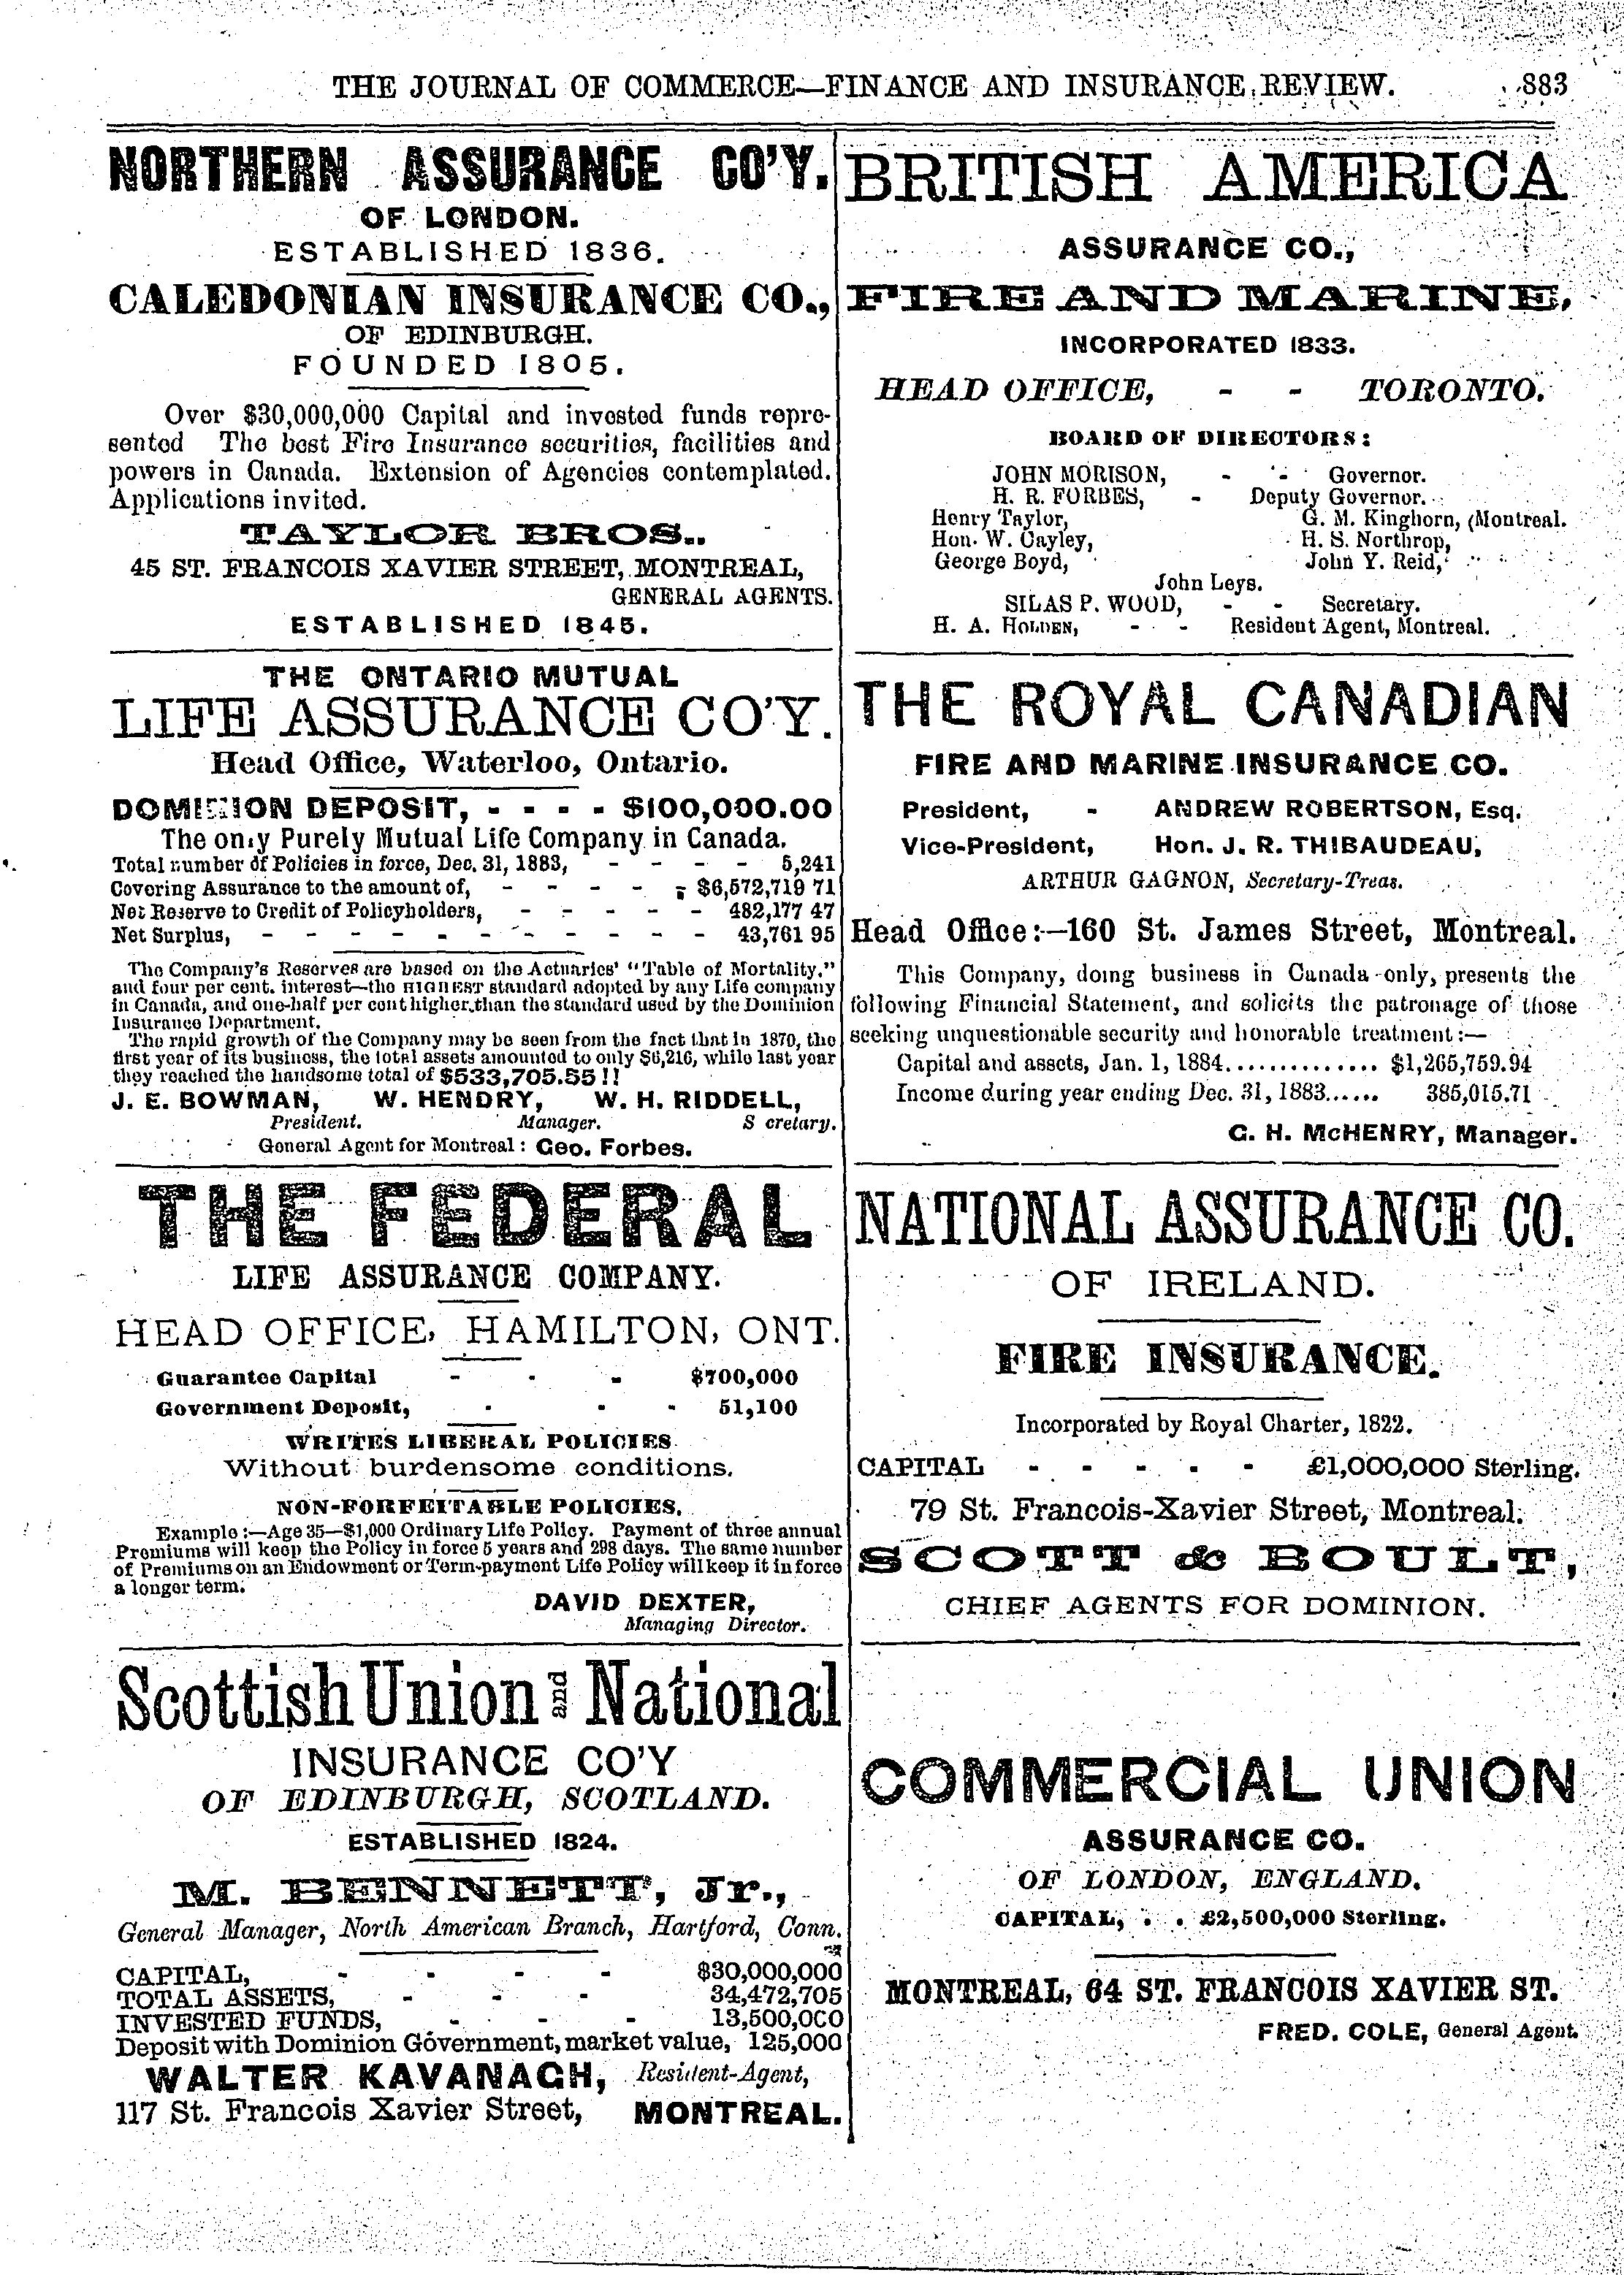 THE JOURNAL OF COMMERCE—FINANCE AND INSURANCE REVIEW. 883
NORTHERN ASSURANCE CO'Y.
OF LONDON.
ESTABLISHED 1836.
CALEDONIAN INSURANCE CO.,
OF EDINBURGH.
FOUNDED 1805.
Over $30,000,000 Capital and invested funds repre-
sented The best Fire Insurance securities, facilities and
powers in Canada. Extension of Agencies contemplated.
Applications invited.
TAYLOR BROS.,
45 ST. FRANCOIS XAVIER STREET, MONTREAL,
GENERAL AGENTS.
ESTABLISHED 1845.
THE ONTARIO MUTUAL
LIFE ASSURANCE CO'Y.
Head Office, Waterloo, Ontario.
DOMINION DEPOSIT, - - - - $100,000.00
The only Purely Mutual Life Company in Canada.
Total number of Policies in force, Dec. 31, 1883, - - - - 5,241
Covering Assurance to the amount of, - - - - - $6,572,719 71
Net Reserve to Credit of Policyholders, - - - - - 482,177 47
Net Surplus, - - - - - - - - - - - 43,761 95
The Company's Reserves are based on the Actuaries' "Table of Mortality,"
and four per cent. interest—the HIGHEST standard adopted by any Life company
in Canada, and one-half per cent higher than the standard used by the Dominion
Insurance Department.
The rapid growth of the Company may be seen from the fact that in 1870, the
first year of its business, the total assets amounted to only $6,216, while last year
they reached the handsome total of $533,705.55!!
J. E. BOWMAN, W. HENDRY, W. H. RIDDELL,
President. Manager. S cretary.
General Agent for Montreal: Geo. Forbes.
THE FEDERAL
LIFE ASSURANCE COMPANY.
HEAD OFFICE, HAMILTON, ONT.
Guarantee Capital - - - $700,000
Government Deposit, - - - 51,100
WRITES LIBERAL POLICIES
Without burdensome conditions.
NON-FORFEITABLE POLICIES.
Example:—Age 35—$1,000 Ordinary Life Policy. Payment of three annual
Premiums will keep the Policy in force 5 years and 298 days. The same number
of Premiums on an Endowment or Term-payment Life Policy will keep it in force
a longer term.
DAVID DEXTER,
Managing Director.
Scottish Union and National
INSURANCE CO'Y
OF EDINBURGH, SCOTLAND.
ESTABLISHED 1824.
M. BENNETT, Jr.,
General Manager, North American Branch, Hartford, Conn.
CAPITAL, - - - - $30,000,000
TOTAL ASSETS, - - - 34,472,705
INVESTED FUNDS, - - - 13,500,000
Deposit with Dominion Government, market value, 125,000
WALTER KAVANAGH, Resident-Agent,
117 St. Francois Xavier Street, MONTREAL.
BRITISH AMERICA
ASSURANCE CO.,
FIRE AND MARINE,
INCORPORATED 1833.
HEAD OFFICE, - - TORONTO.
BOARD OF DIRECTORS:
JOHN MORISON, - - Governor.
H. R. FORBES, - Deputy Governor.
Henry Taylor, G. M. Kinghorn, (Montreal.
Hon. W. Cayley, H. S. Northrop,
George Boyd, John Y. Reid,
John Leys.
SILAS P. WOOD, - - Secretary.
H. A. HOLDEN, - - Resident Agent, Montreal.
THE ROYAL CANADIAN
FIRE AND MARINE INSURANCE CO.
President, - ANDREW ROBERTSON, Esq.
Vice-President, Hon. J. R. THIBAUDEAU,
ARTHUR GAGNON, Secretary-Treas.
Head Office:—160 St. James Street, Montreal.
This Company, doing business in Canada only, presents the
following Financial Statement, and solicits the patronage of those
seeking unquestionable security and honorable treatment:—
Capital and assets, Jan. 1, 1884.............. $1,265,759.94
Income during year ending Dec. 31, 1883...... 385,015.71
G. H. McHENRY, Manager.
NATIONAL ASSURANCE CO.
OF IRELAND.
FIRE INSURANCE.
Incorporated by Royal Charter, 1822.
CAPITAL - - - - - £1,000,000 Sterling.
79 St. Francois-Xavier Street, Montreal.
SCOTT & BOULT,
CHIEF AGENTS FOR DOMINION.
COMMERCIAL UNION
ASSURANCE CO.
OF LONDON, ENGLAND.
CAPITAL, . . £2,500,000 Sterling.
MONTREAL, 64 ST. FRANCOIS XAVIER ST.
FRED. COLE, General Agent.